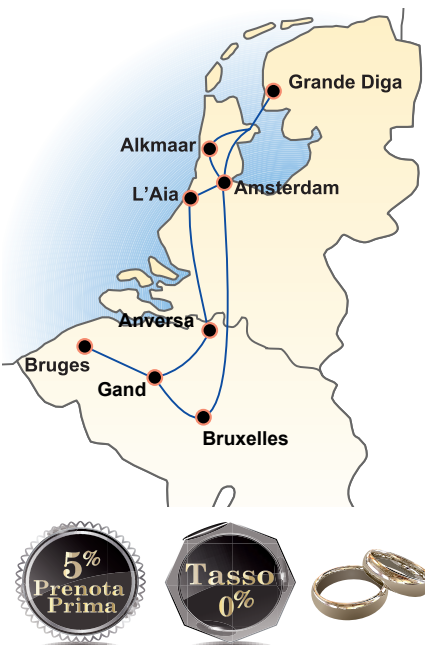 Grande Diga
Alkmaar
L'Aia
Amsterdam
Anversa
Bruges
Gand
Bruxelles
5%
Prenota
Prima
Tasso
0%